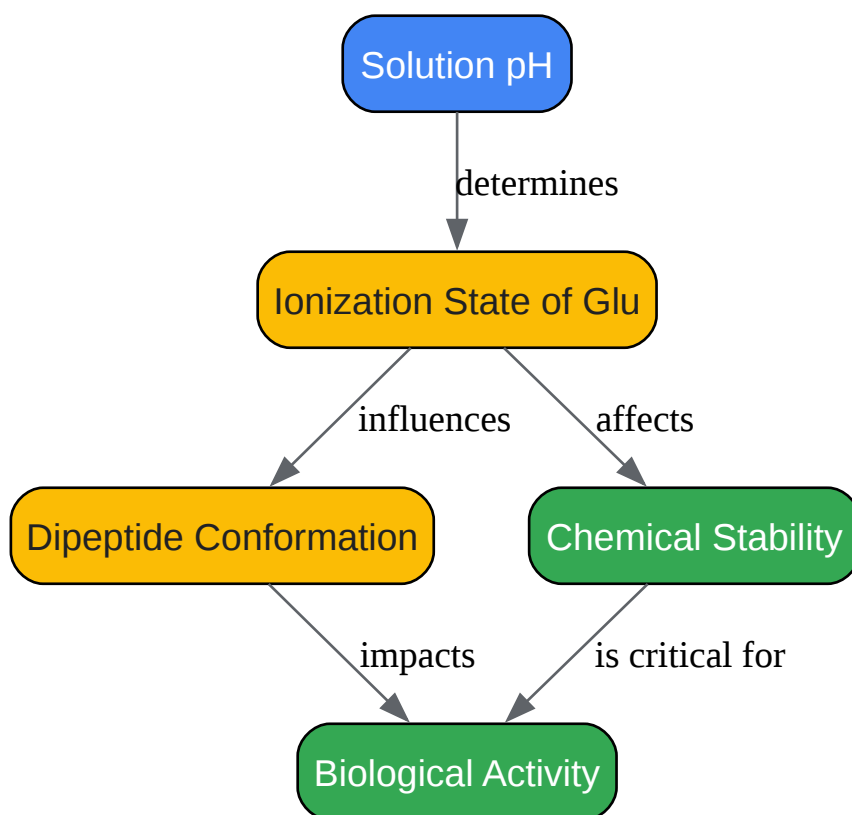 Solution pH
determines
Ionization State of Glu
influences
affects
Dipeptide Conformation
Chemical Stability
impacts
is critical for
Biological Activity